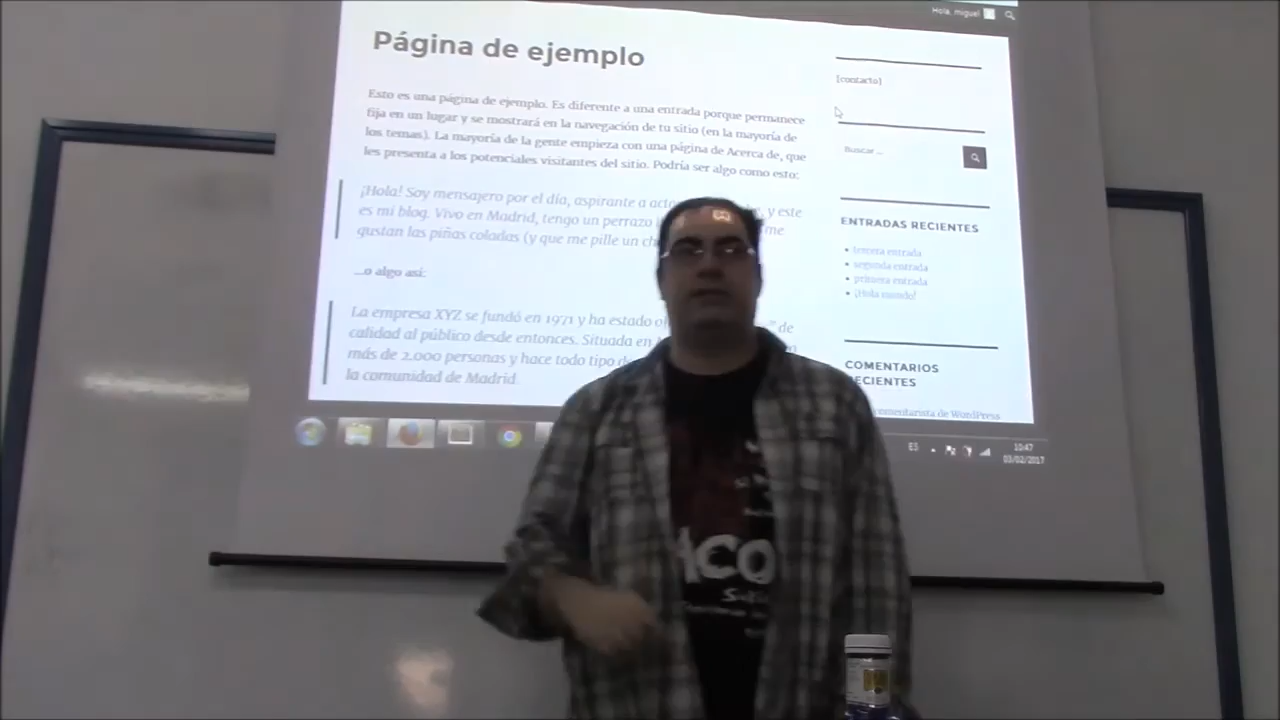 Hola, miguel
Página de ejemplo
[contacto]
Esto es una página de ejemplo. Es diferente a una entrada porque permanece
fija en un lugar y se mostrará en la navegación de tu sitio (en la mayoría de
los temas). La mayoría de la gente empieza con una página de Acerca de, que
les presenta a los potenciales visitantes del sitio. Podría ser algo como esto:
Buscar ...
¡Hola! Soy mensajero por el día, aspirante a
y este
es mi blog. Vivo en Madrid, tengo un perrazo
me
gustan las piñas coladas (y que me pille un
...o algo así:
La empresa XYZ se fundó en 1971 y ha estado
de
calidad al público desde entonces. Situada en
más de 2.000 personas y hace todo tipo
la comunidad de Madrid.
ENTRADAS RECIENTES
tercera entrada
segunda entrada
primera entrada
¡Hola mundo!
COMENTARIOS
RECIENTES
de WordPress
ES
10:47
03/02/2017